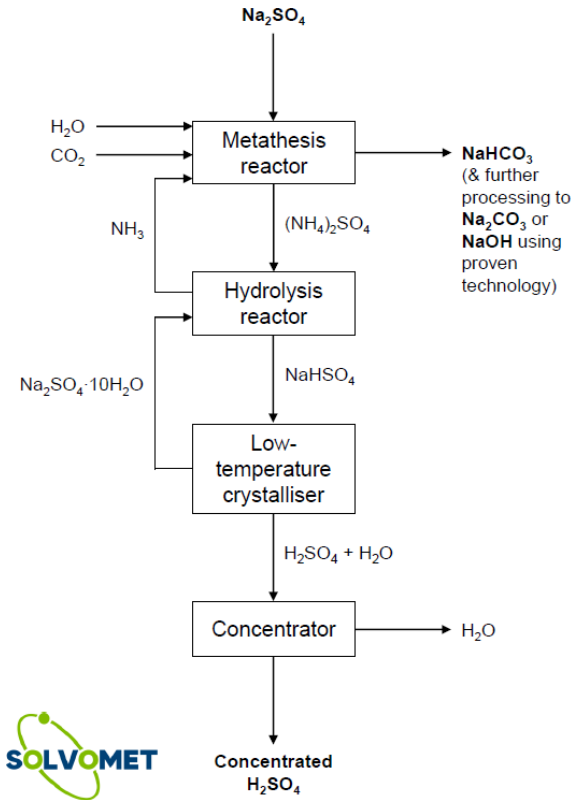 Na₂SO₄
H₂O
CO₂
Metathesis
reactor
NaHCO₃
(& further
processing to
Na₂CO₃ or
NaOH using
proven
technology)
NH₃
(NH₄)₂SO₄
Hydrolysis
reactor
Na₂SO₄·10H₂O
NaHSO₄
Low-
temperature
crystalliser
H₂SO₄ + H₂O
Concentrator
H₂O
SOLVOMET
Concentrated
H₂SO₄